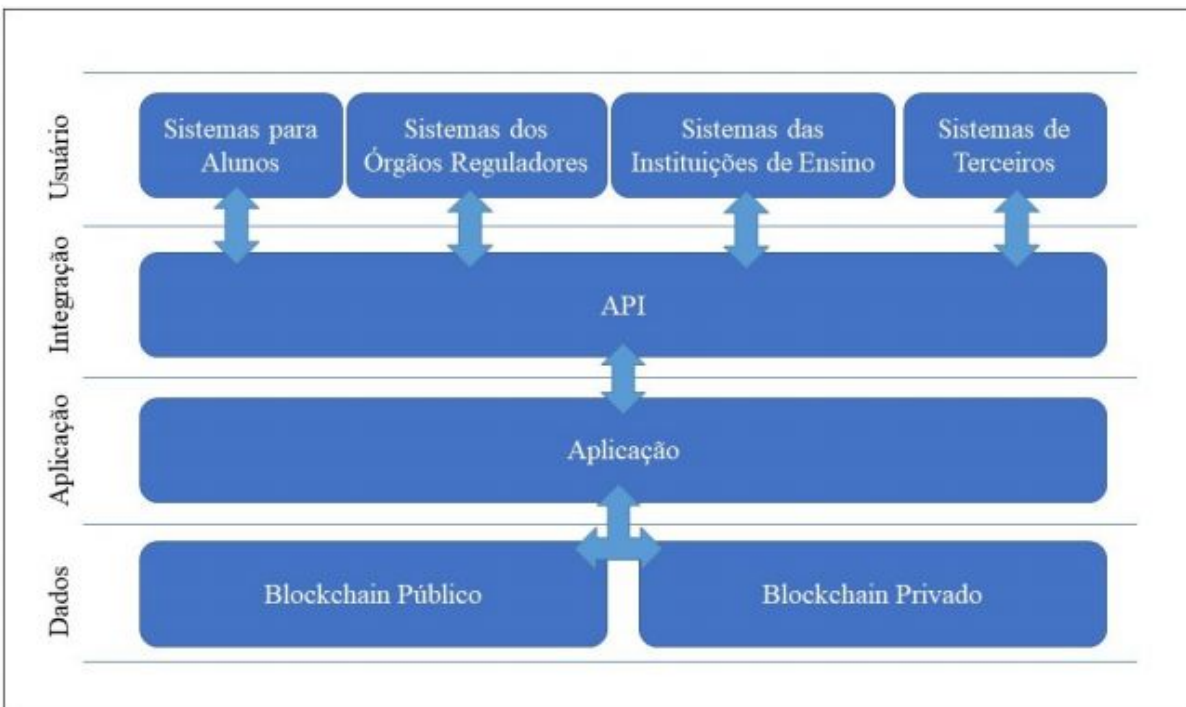 Usuário
Sistemas para
Alunos
Sistemas dos
Órgãos Reguladores
Sistemas das
Instituições de Ensino
Sistemas de
Terceiros
Integração
API
Aplicação
Aplicação
Dados
Blockchain Público
Blockchain Privado